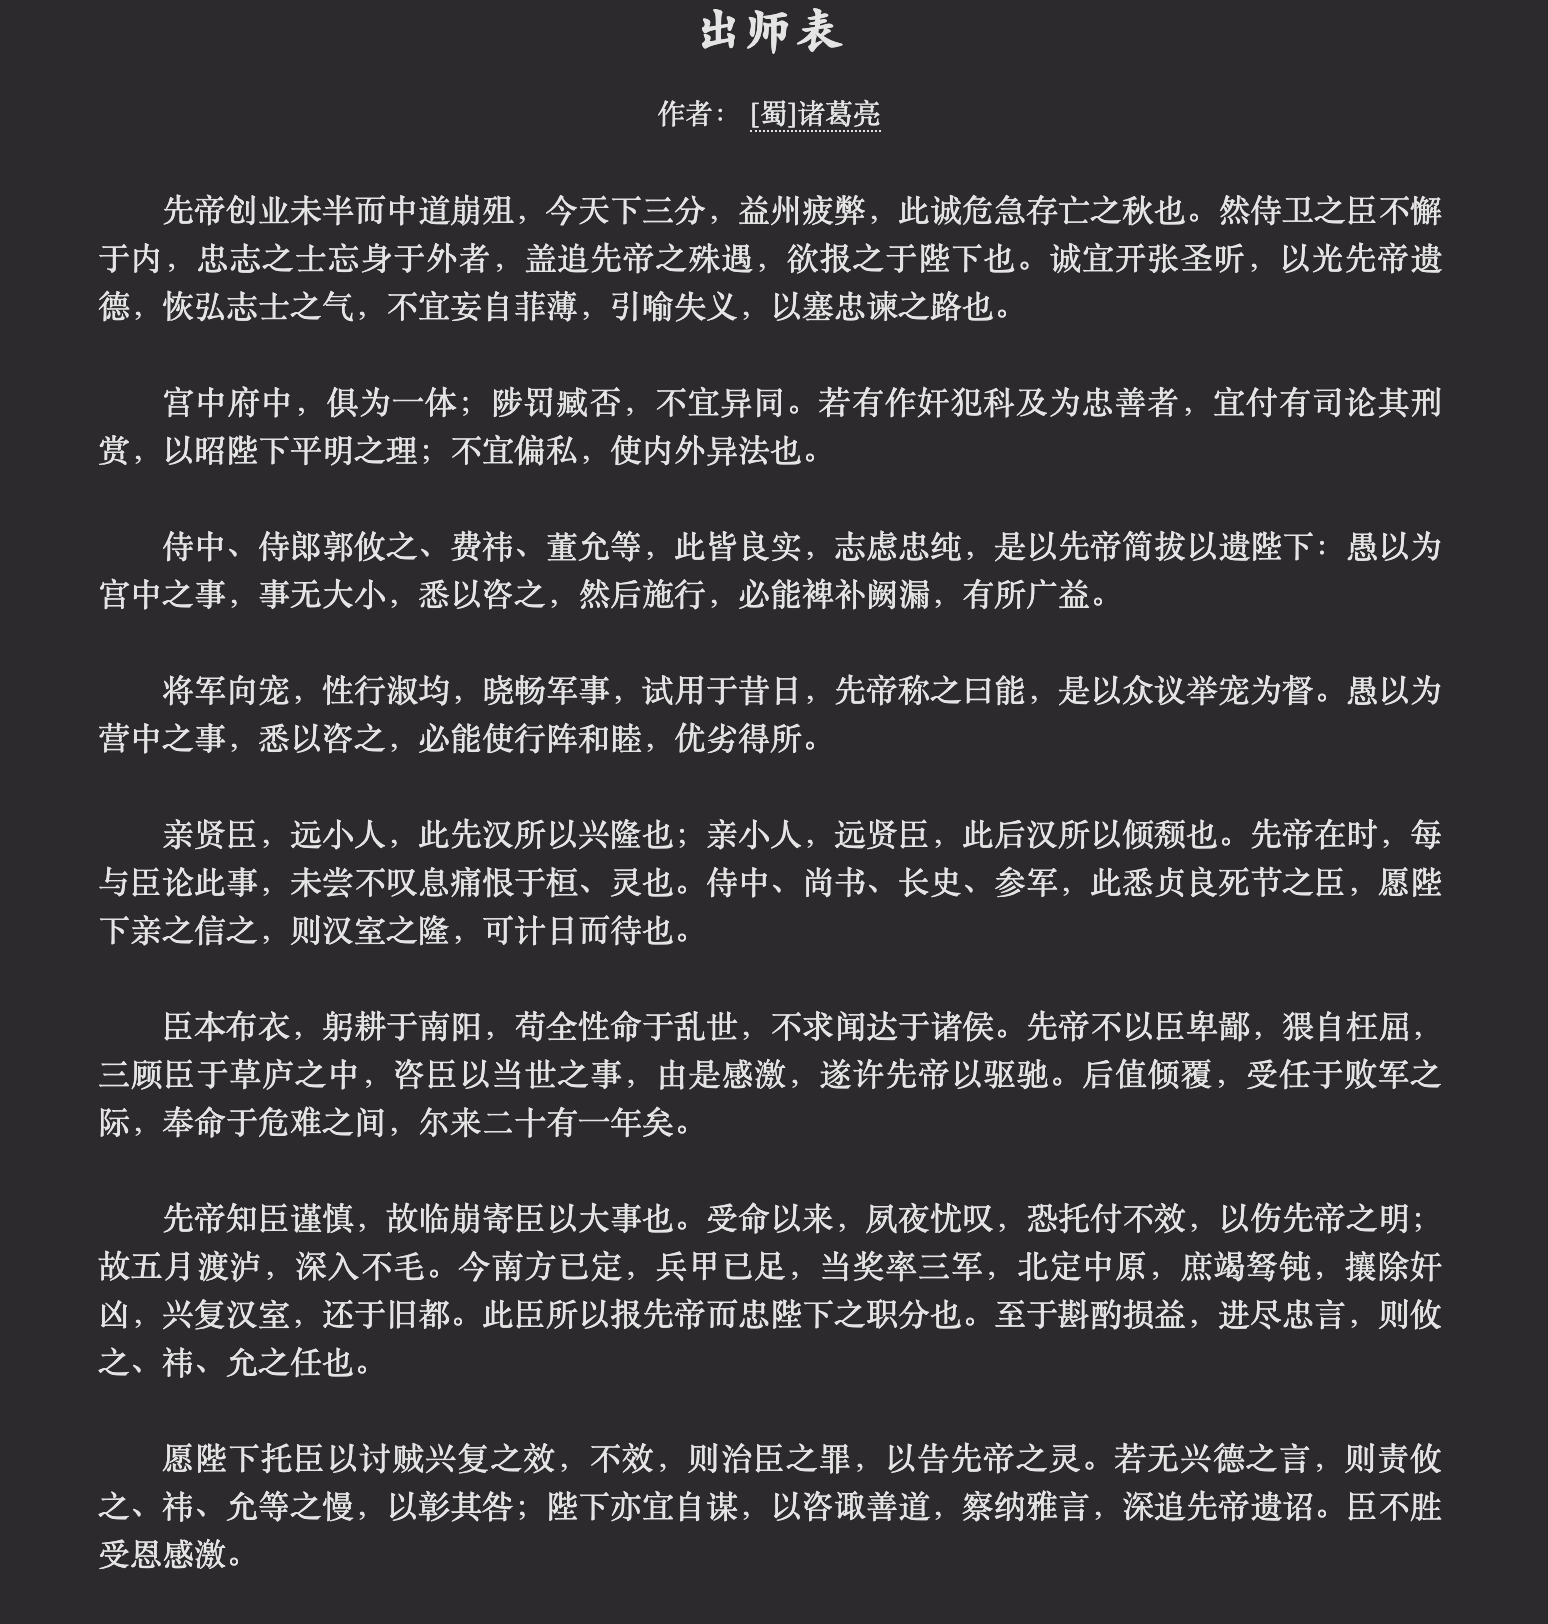 出师表
作者： [蜀]诸葛亮
先帝创业未半而中道崩殂，今天下三分，益州疲弊，此诚危急存亡之秋也。然侍卫之臣不懈
于内，忠志之士忘身于外者，盖追先帝之殊遇，欲报之于陛下也。诚宜开张圣听，以光先帝遗
德，恢弘志士之气，不宜妄自菲薄，引喻失义，以塞忠谏之路也。
宫中府中，俱为一体；陟罚臧否，不宜异同。若有作奸犯科及为忠善者，宜付有司论其刑
赏，以昭陛下平明之理；不宜偏私，使内外异法也。
侍中、侍郎郭攸之、费祎、董允等，此皆良实，志虑忠纯，是以先帝简拔以遗陛下：愚以为
宫中之事，事无大小，悉以咨之，然后施行，必能裨补阙漏，有所广益。
将军向宠，性行淑均，晓畅军事，试用于昔日，先帝称之曰能，是以众议举宠为督。愚以为
营中之事，悉以咨之，必能使行阵和睦，优劣得所。
亲贤臣，远小人，此先汉所以兴隆也；亲小人，远贤臣，此后汉所以倾颓也。先帝在时，每
与臣论此事，未尝不叹息痛恨于桓、灵也。侍中、尚书、长史、参军，此悉贞良死节之臣，愿陛
下亲之信之，则汉室之隆，可计日而待也。
臣本布衣，躬耕于南阳，苟全性命于乱世，不求闻达于诸侯。先帝不以臣卑鄙，猥自枉屈，
三顾臣于草庐之中，咨臣以当世之事，由是感激，遂许先帝以驱驰。后值倾覆，受任于败军之
际，奉命于危难之间，尔来二十有一年矣。
先帝知臣谨慎，故临崩寄臣以大事也。受命以来，夙夜忧叹，恐托付不效，以伤先帝之明；
故五月渡泸，深入不毛。今南方已定，兵甲已足，当奖率三军，北定中原，庶竭驽钝，攘除奸
凶，兴复汉室，还于旧都。此臣所以报先帝而忠陛下之职分也。至于斟酌损益，进尽忠言，则攸
之、祎、允之任也。
愿陛下托臣以讨贼兴复之效，不效，则治臣之罪，以告先帝之灵。若无兴德之言，则责攸
之、祎、允等之慢，以彰其咎；陛下亦宜自谋，以咨诹善道，察纳雅言，深追先帝遗诏。臣不胜
受恩感激。